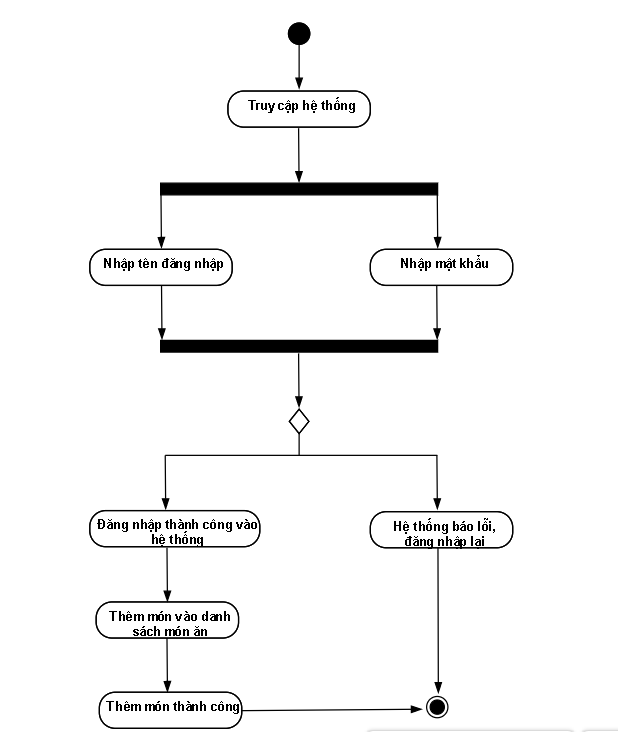 Truy cập hệ thống
Nhập tên đăng nhập
Nhập mật khẩu
Đăng nhập thành công vào
hệ thống
Hệ thống báo lỗi,
đăng nhập lại
Thêm món vào danh
sách món ăn
Thêm món thành công